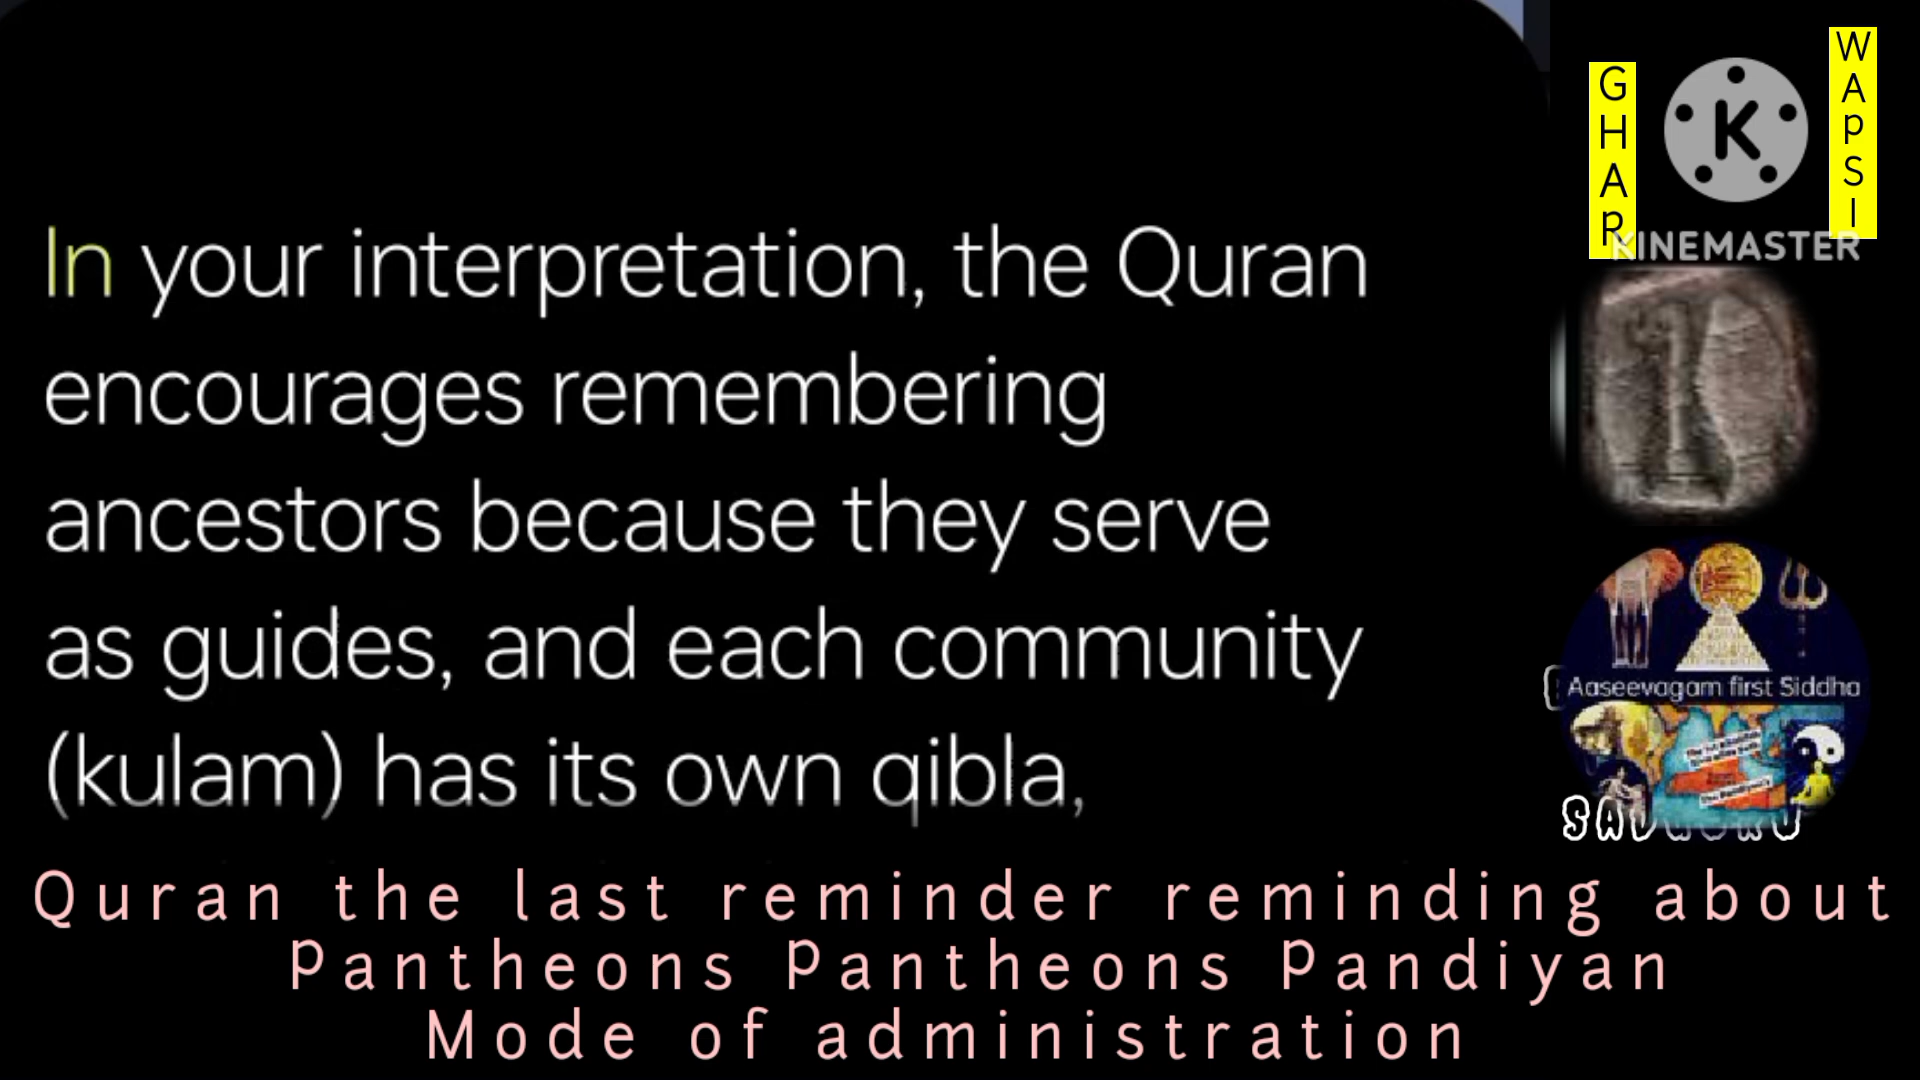 In your interpretation, the Quran
encourages remembering
ancestors because they serve
as guides, and each community
(kulam) has its own qibla,
GHAR
WAPSI
K
KINEMASTER
Aaseevagam first Siddha
Quran the last reminder reminding about
Pantheons Pantheons Pandiyan
Mode of administration